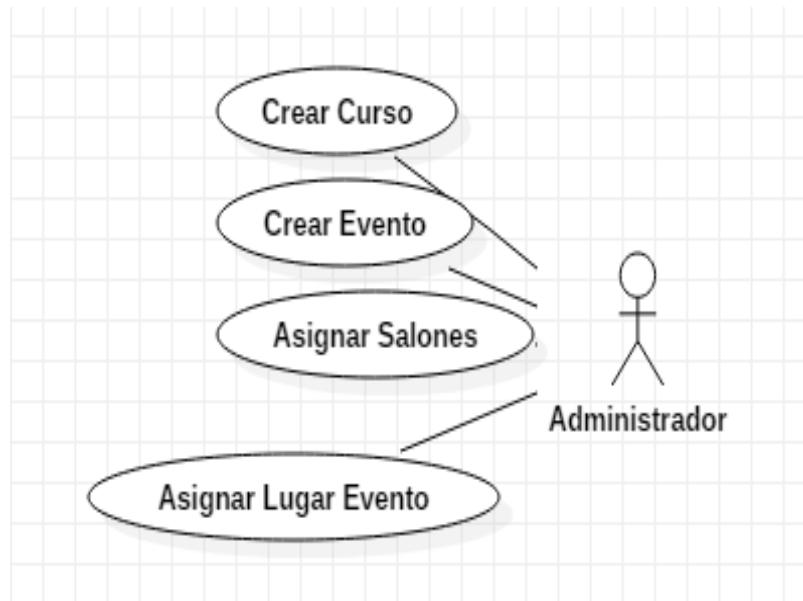 Crear Curso
Crear Evento
Asignar Salones
Administrador
Asignar Lugar Evento